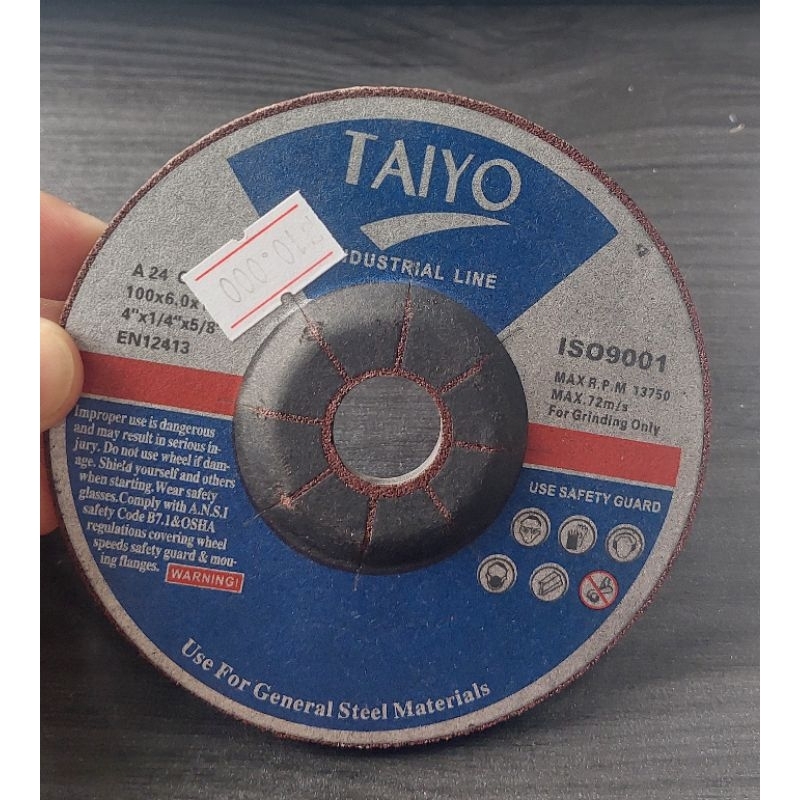 TAIYO
INDUSTRIAL LINE
10.000
A 24
100x6.0x
4"x1/4"x5/8"
EN12413
ISO9001
MAX R.P.M 13750
MAX.72m/s
For Grinding Only
Improper use is dangerous
and may result in serious in-
jury. Do not use wheel if dam-
age. Shield yourself and others
when starting. Wear safety
glasses. Comply with A.N.S.I
safety Code B7.1&OSHA
regulations covering wheel
speeds safety guard & mou-
ing flanges.
WARNING!
USE SAFETY GUARD
Use For General Steel Materials